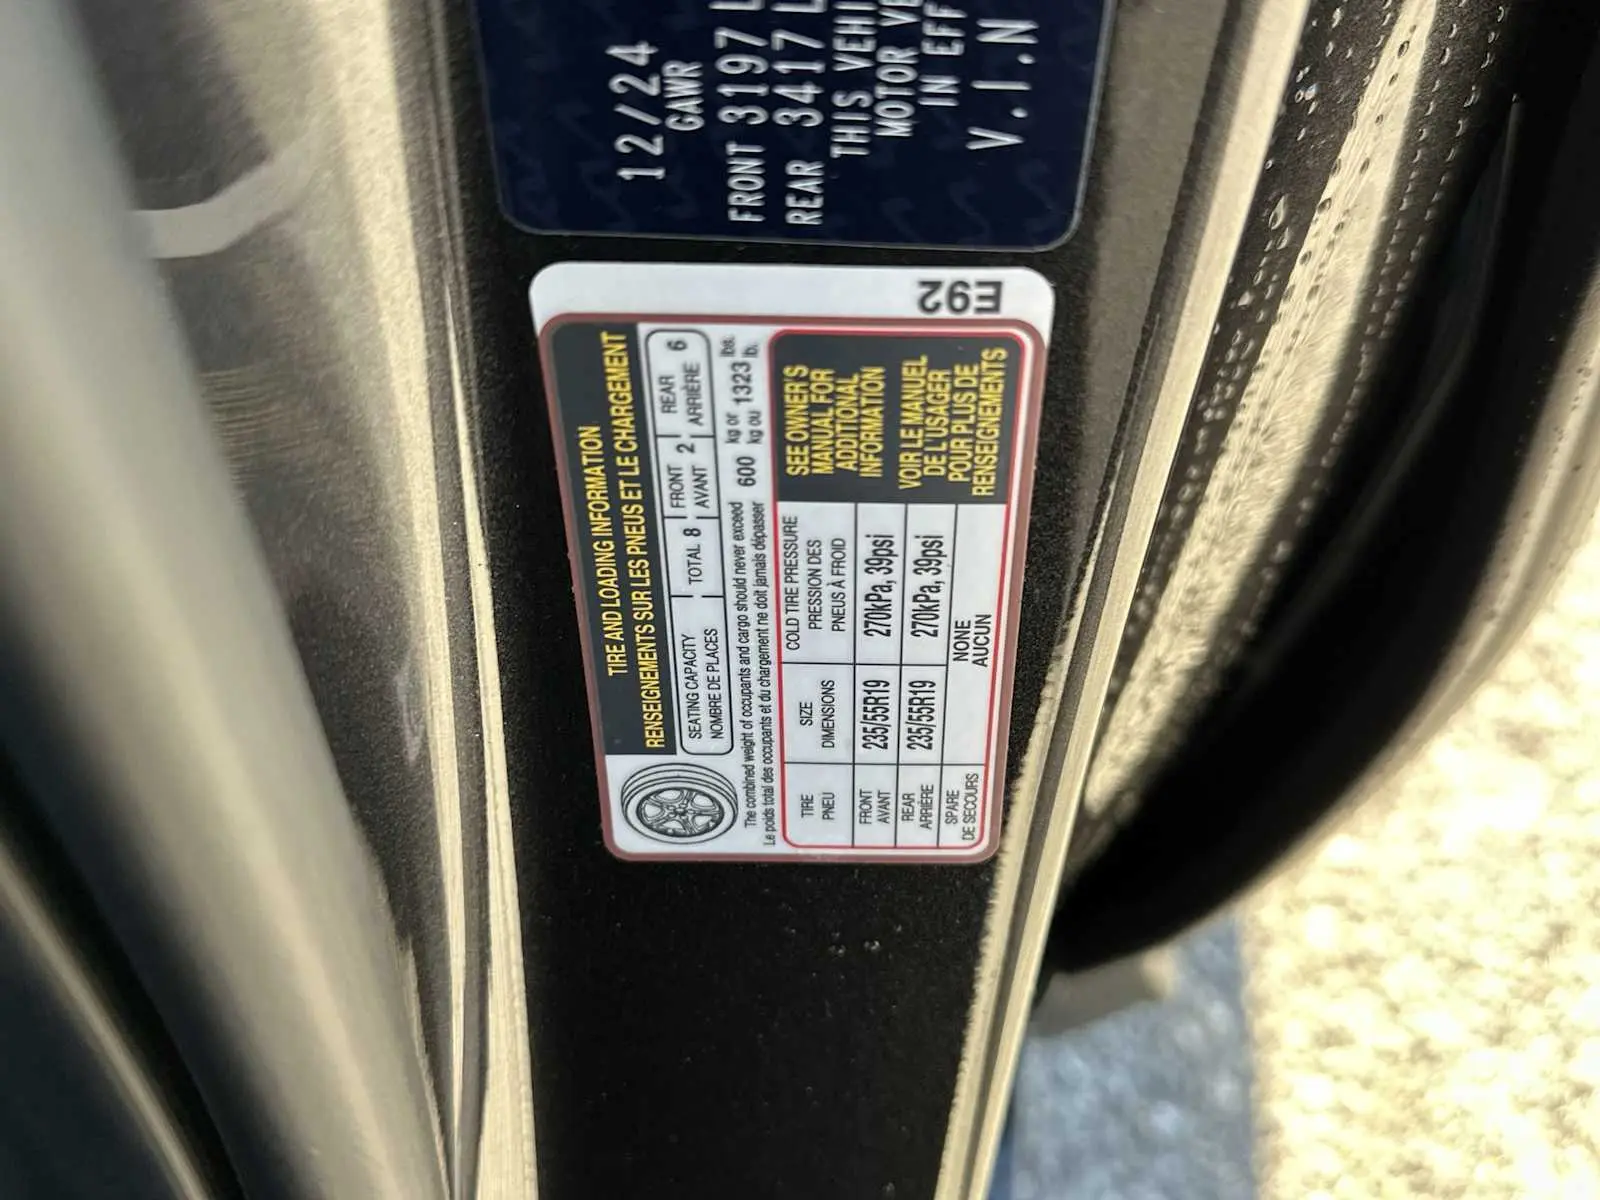 12/24
GAWR
FRONT 3197 L
REAR 3417 L
THIS VEHI
MOTOR VE
IN EFF
V.I.N
E92
TIRE AND LOADING INFORMATION
RENSEIGNEMENTS SUR LES PNEUS ET LE CHARGEMENT
SEATING CAPACITY
NOMBRE DE PLACES
TOTAL 8
FRONT
AVANT 2
REAR
ARRIÈRE 6
The combined weight of occupants and cargo should never exceed 600 kg or 1323 lbs.
Le poids total des occupants et du chargement ne doit jamais dépasser kg ou lb.
TIRE
PNEU
SIZE
DIMENSIONS
COLD TIRE PRESSURE
PRESSION DES
PNEUS À FROID
FRONT
AVANT
235/55R19
270kPa, 39psi
REAR
ARRIÈRE
235/55R19
270kPa, 39psi
SPARE
DE SECOURS
NONE
AUCUN
SEE OWNER'S
MANUAL FOR
ADDITIONAL
INFORMATION
VOIR LE MANUEL
DE L'USAGER
POUR PLUS DE
RENSEIGNEMENTS